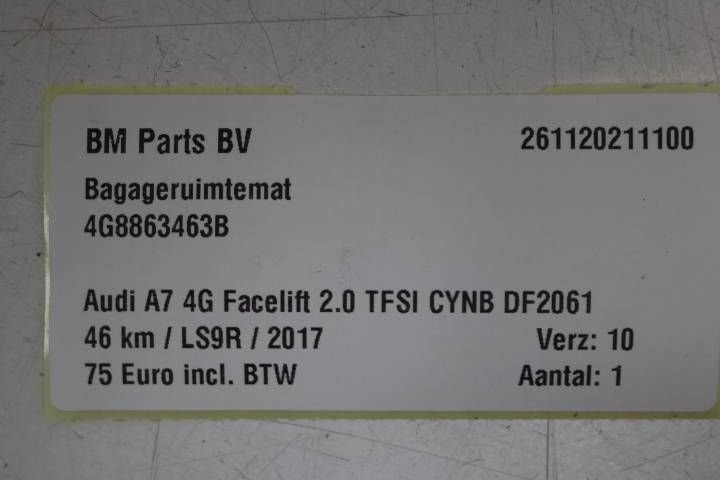 BM Parts BV 261120211100
Bagageruimtemat
4G8863463B
Audi A7 4G Facelift 2.0 TFSI CYNB DF2061
46 km / LS9R / 2017 Verz: 10
75 Euro incl. BTW Aantal: 1